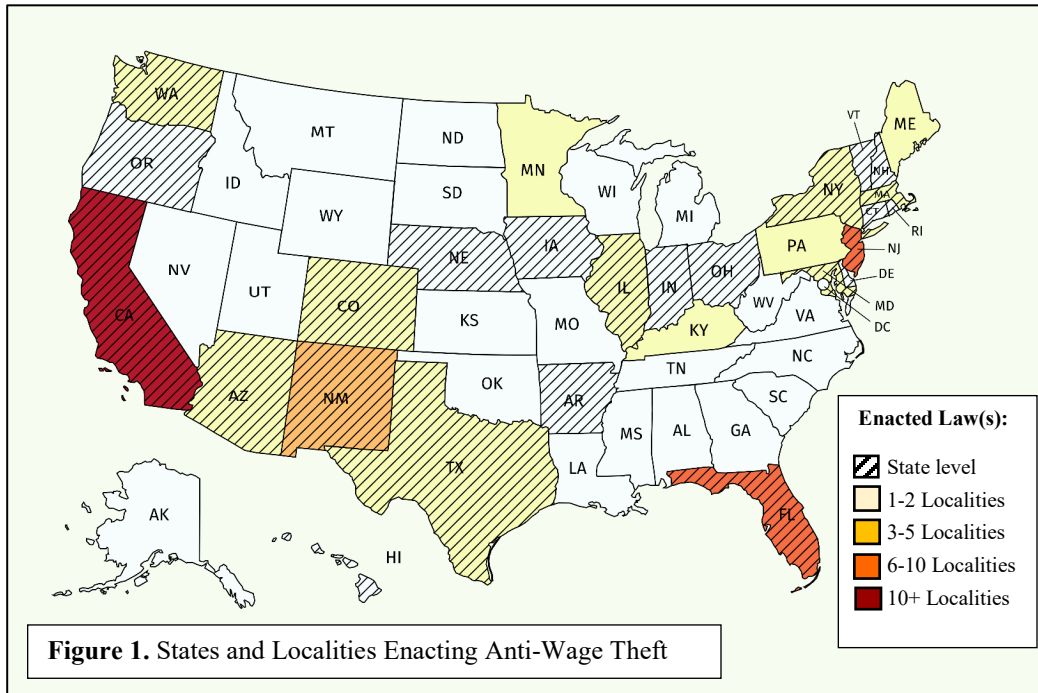 WA
MT
ND
MN
VT
ME
OR
ID
SD
WI
MI
NY
NH
MA
WY
CT
RI
IA
PA
NJ
NE
NV
UT
IL
IN
OH
DE
CO
WV
MD
CA
KS
MO
VA
DC
KY
NC
TN
AZ
NM
OK
AR
SC
MS
AL
GA
TX
LA
AK
HI
FL
Enacted Law(s):
State level
1-2 Localities
3-5 Localities
6-10 Localities
10+ Localities
Figure 1. States and Localities Enacting Anti-Wage Theft